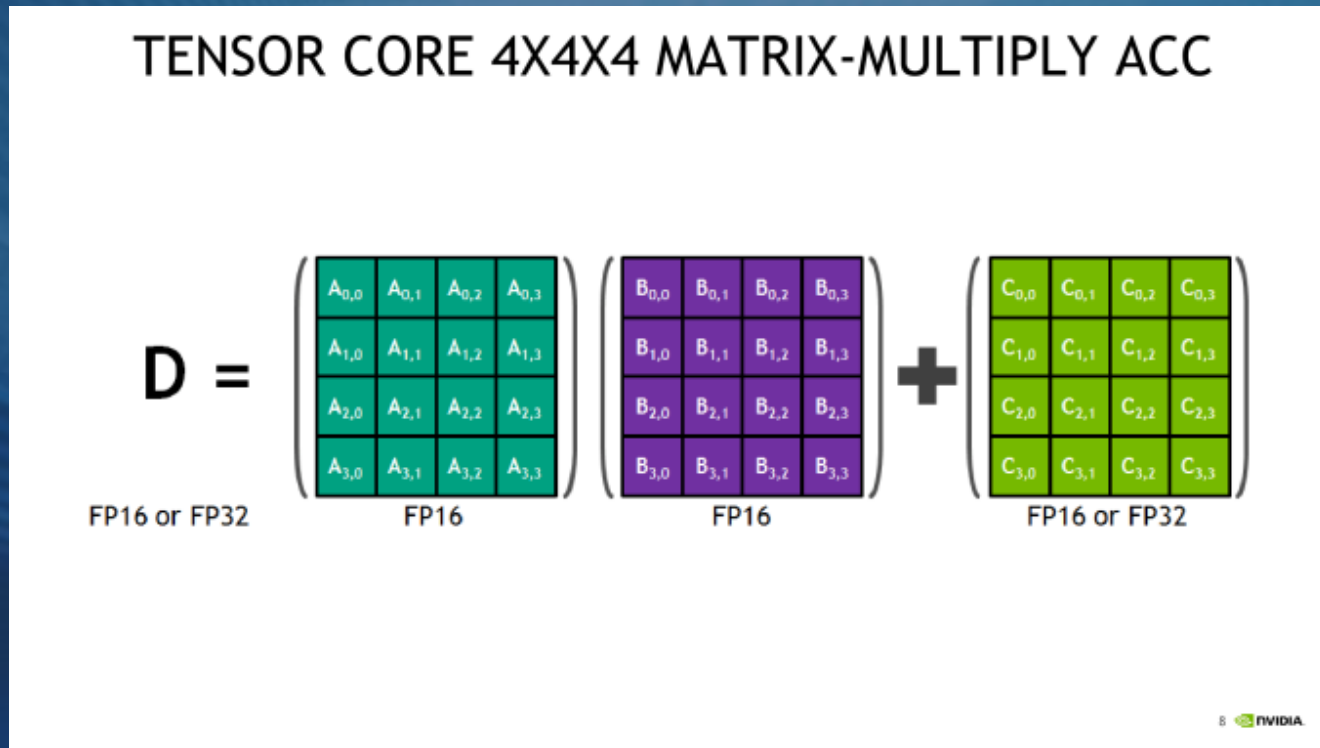 TENSOR CORE 4X4X4 MATRIX-MULTIPLY ACC
D =
A0,0 A0,1 A0,2 A0,3
A1,0 A1,1 A1,2 A1,3
A2,0 A2,1 A2,2 A2,3
A3,0 A3,1 A3,2 A3,3
B0,0 B0,1 B0,2 B0,3
B1,0 B1,1 B1,2 B1,3
B2,0 B2,1 B2,2 B2,3
B3,0 B3,1 B3,2 B3,3
+
C0,0 C0,1 C0,2 C0,3
C1,0 C1,1 C1,2 C1,3
C2,0 C2,1 C2,2 C2,3
C3,0 C3,1 C3,2 C3,3
FP16 or FP32 FP16 FP16 FP16 or FP32
8 NVIDIA.